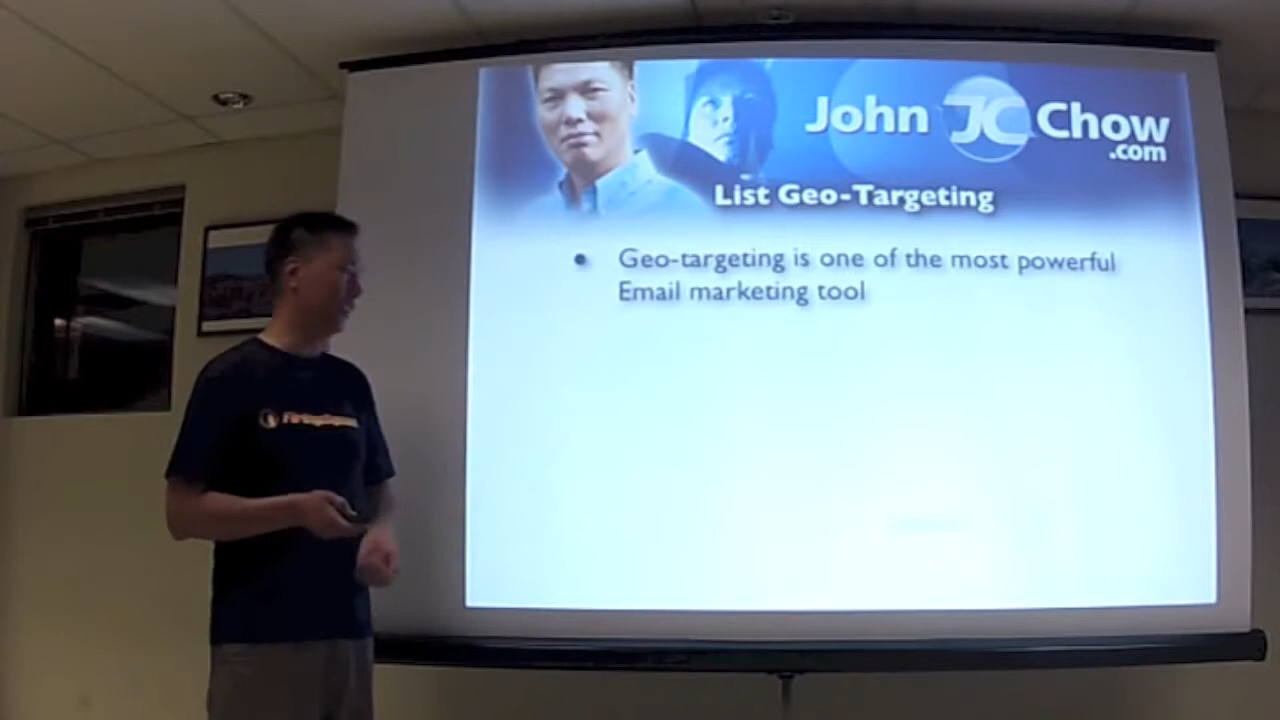 John JC Chow
.com
List Geo-Targeting
• Geo-targeting is one of the most powerful
Email marketing tool